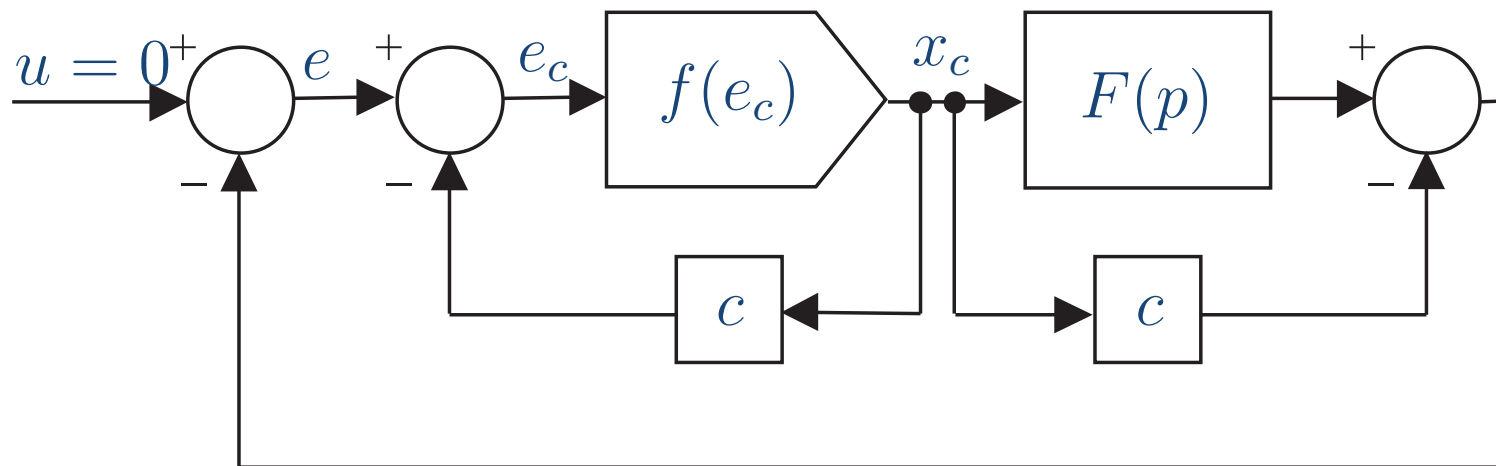 u = 0 + e + e_c f(e_c) x_c F(p) +
− − −
c c